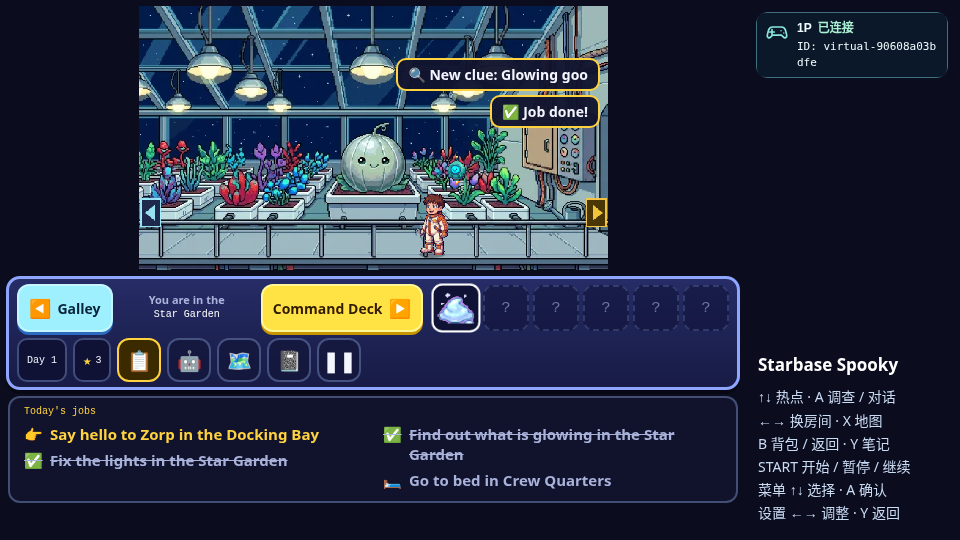 🔍 New clue: Glowing goo
✅ Job done!
◀️ Galley
You are in the
Star Garden
Command Deck ▶️
? ? ? ? ?
Day 1
★ 3
Today's jobs
👉 Say hello to Zorp in the Docking Bay
✅ Fix the lights in the Star Garden
✅ Find out what is glowing in the Star
Garden
🛏️ Go to bed in Crew Quarters
1P 已连接
ID: virtual-90608a03b
dfe
Starbase Spooky
↑↓ 热点 · A 调查 / 对话
←→ 换房间 · X 地图
B 背包 / 返回 · Y 笔记
START 开始 / 暂停 / 继续
菜单 ↑↓ 选择 · A 确认
设置 ←→ 调整 · Y 返回